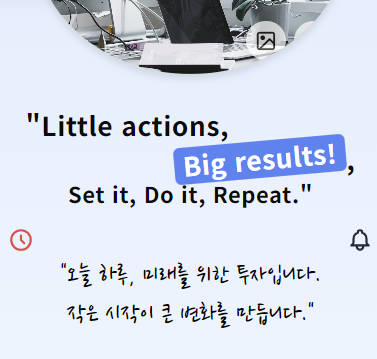 "Little actions,
Big results!,
Set it, Do it, Repeat."
"오늘 하루, 미래를 위한 투자입니다.
작은 시작이 큰 변화를 만듭니다."